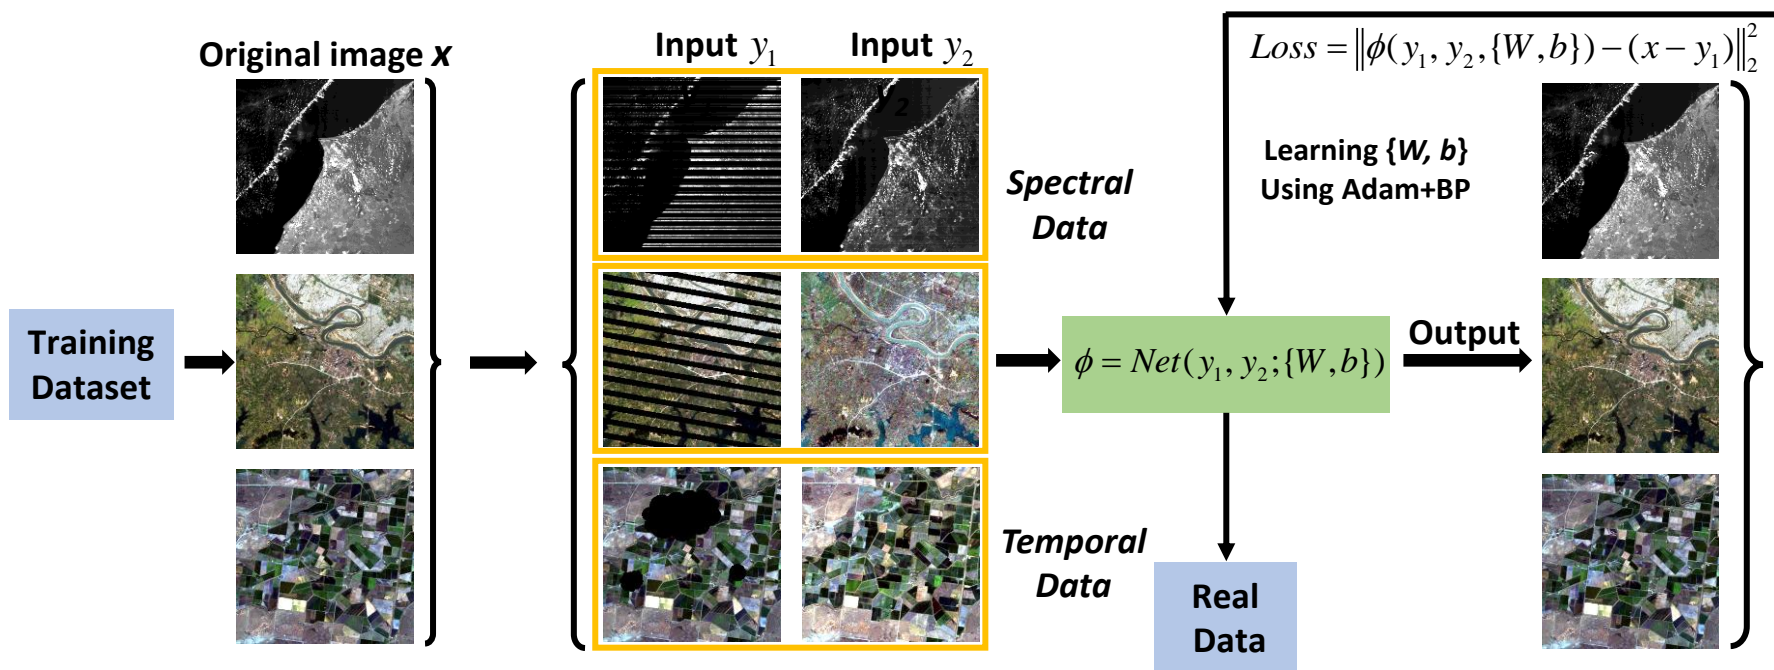 Original image x
Input y₁
Input y₂
y₂
Loss = ‖ϕ(y₁, y₂,{W,b}) − (x − y₁)‖₂²
Learning {W, b}
Using Adam+BP
Spectral
Data
Training
Dataset
ϕ = Net(y₁, y₂;{W,b})
Output
Temporal
Data
Real
Data